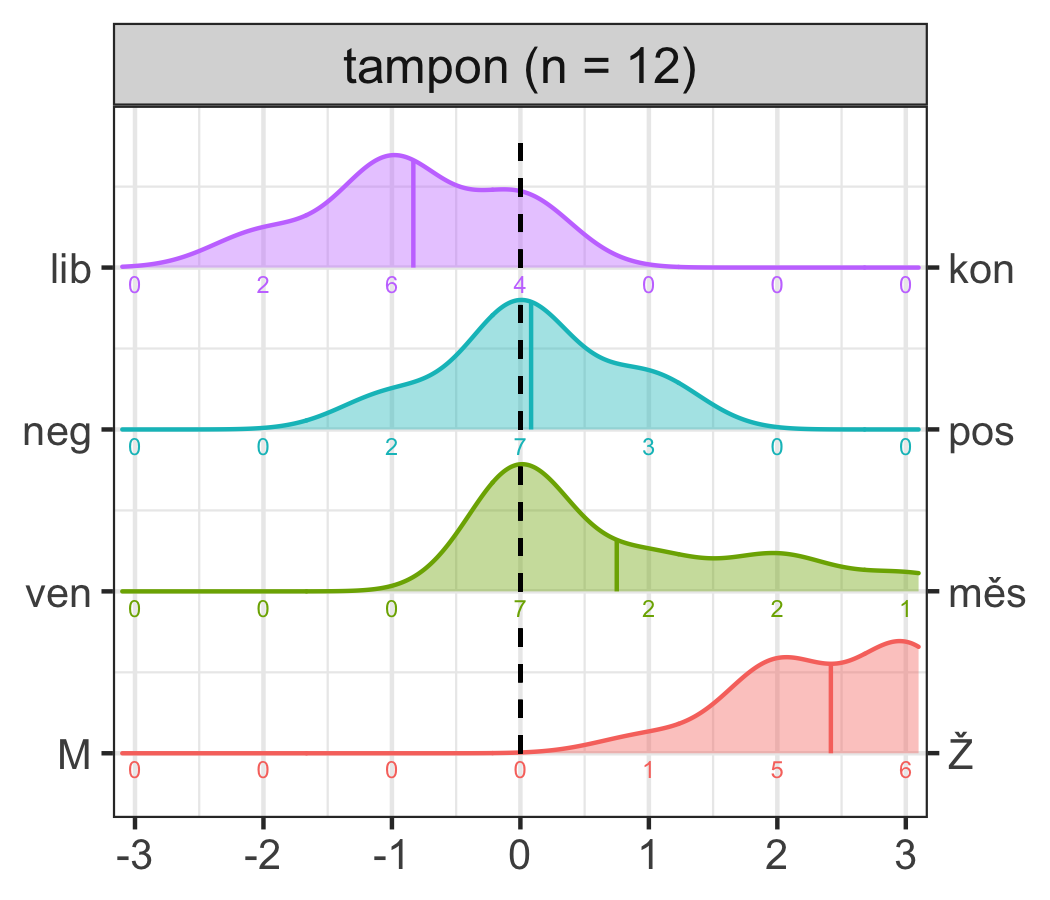 tampon (n = 12)
lib kon
0 2 6 4 0 0 0
neg pos
0 0 2 7 3 0 0
ven měs
0 0 0 7 2 2 1
M Ž
0 0 0 0 1 5 6
-3 -2 -1 0 1 2 3